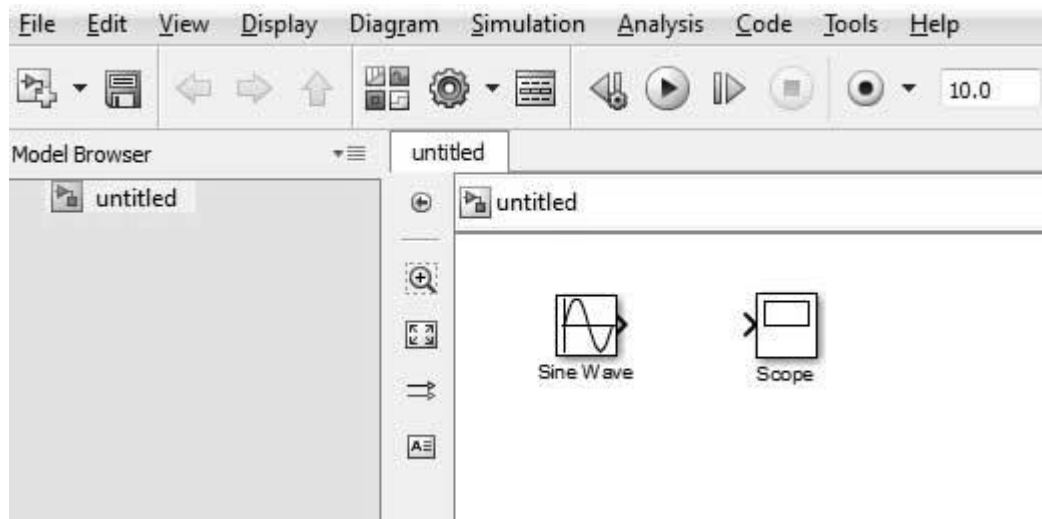 File Edit View Display Diagram Simulation Analysis Code Tools Help
10.0
Model Browser
untitled
untitled
untitled
Sine Wave
Scope